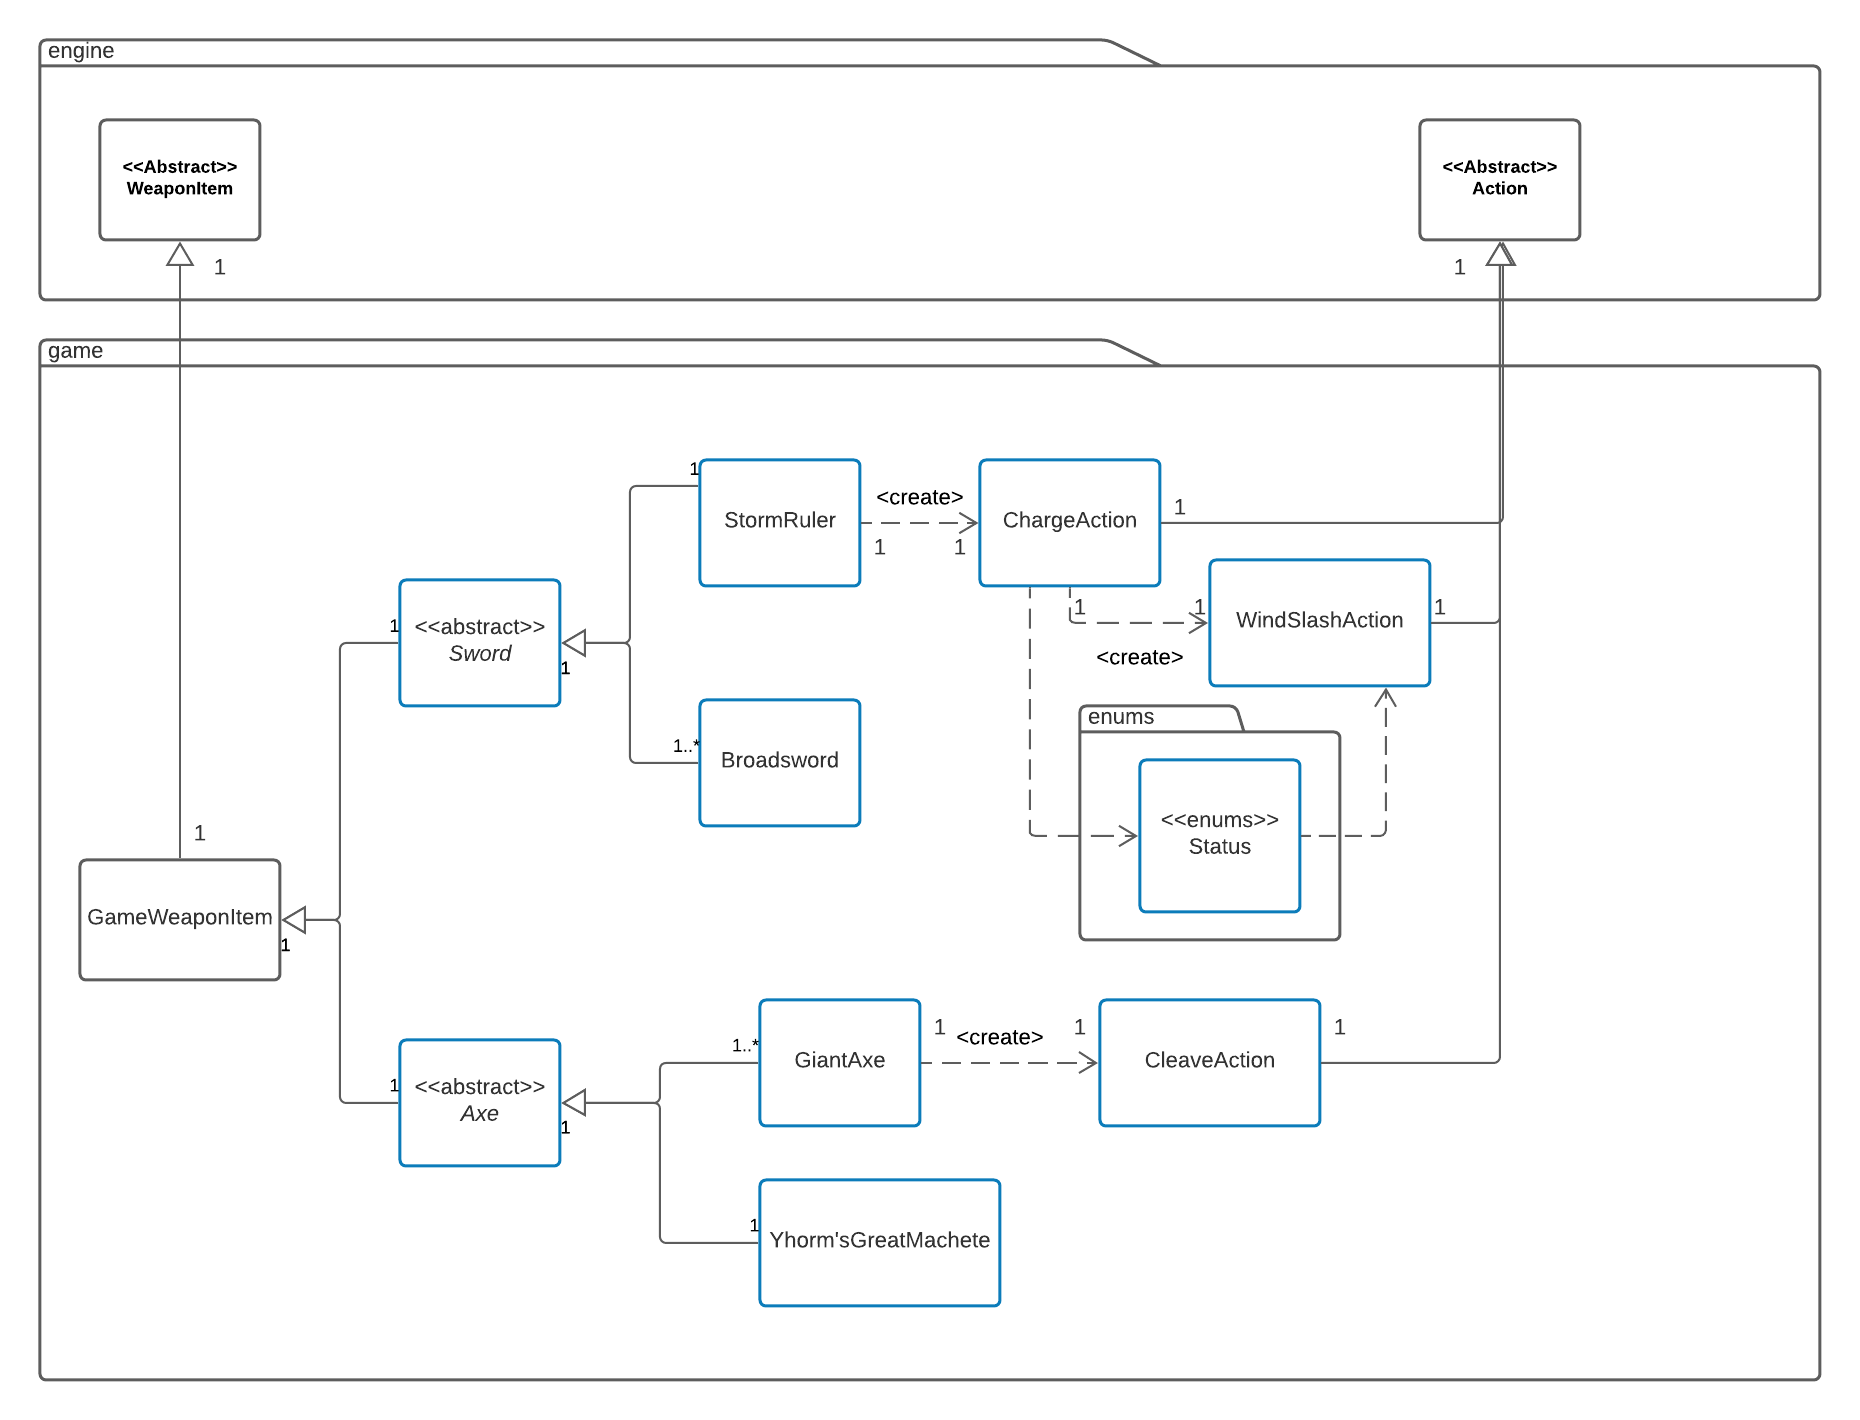 engine
<<Abstract>>
WeaponItem
<<Abstract>>
Action
1
1
game
1
StormRuler
<create>
1
1
ChargeAction
1
1
1
<create>
WindSlashAction
1
1
<<abstract>>
Sword
1
1..*
Broadsword
enums
<<enums>>
Status
1
GameWeaponItem
1
1
<<abstract>>
Axe
1
1..*
GiantAxe
1
<create>
1
CleaveAction
1
1
Yhorm'sGreatMachete